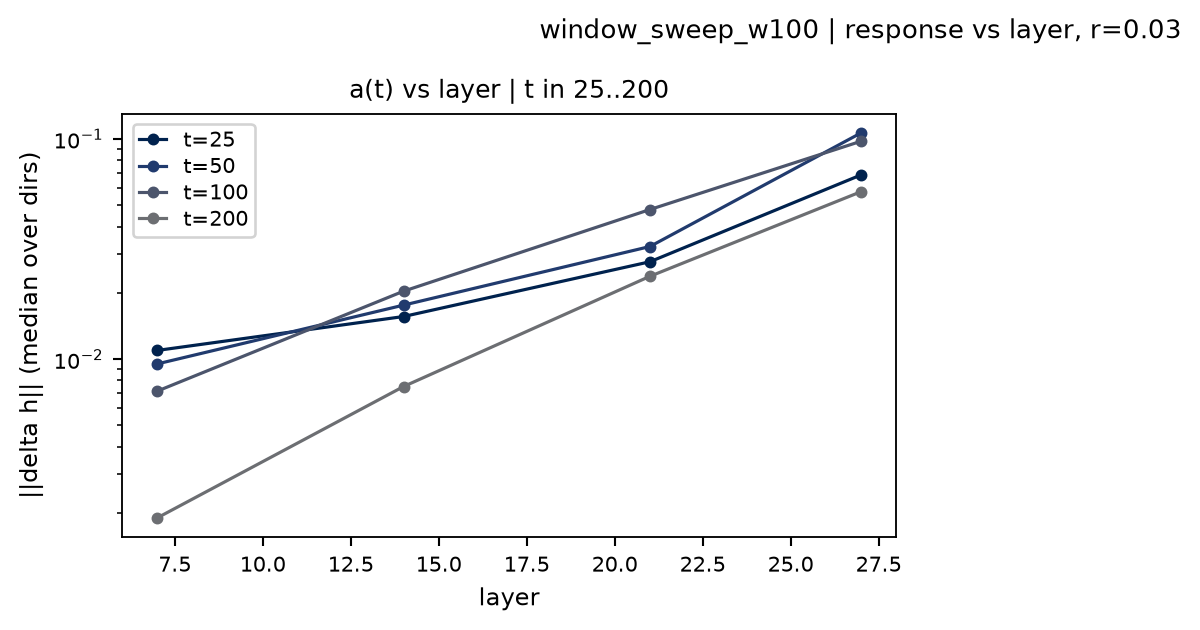 window_sweep_w100 | response vs layer, r=0.03
a(t) vs layer | t in 25..200
||delta h|| (median over dirs)
10⁻¹
10⁻²
t=25
t=50
t=100
t=200
7.5 10.0 12.5 15.0 17.5 20.0 22.5 25.0 27.5
layer